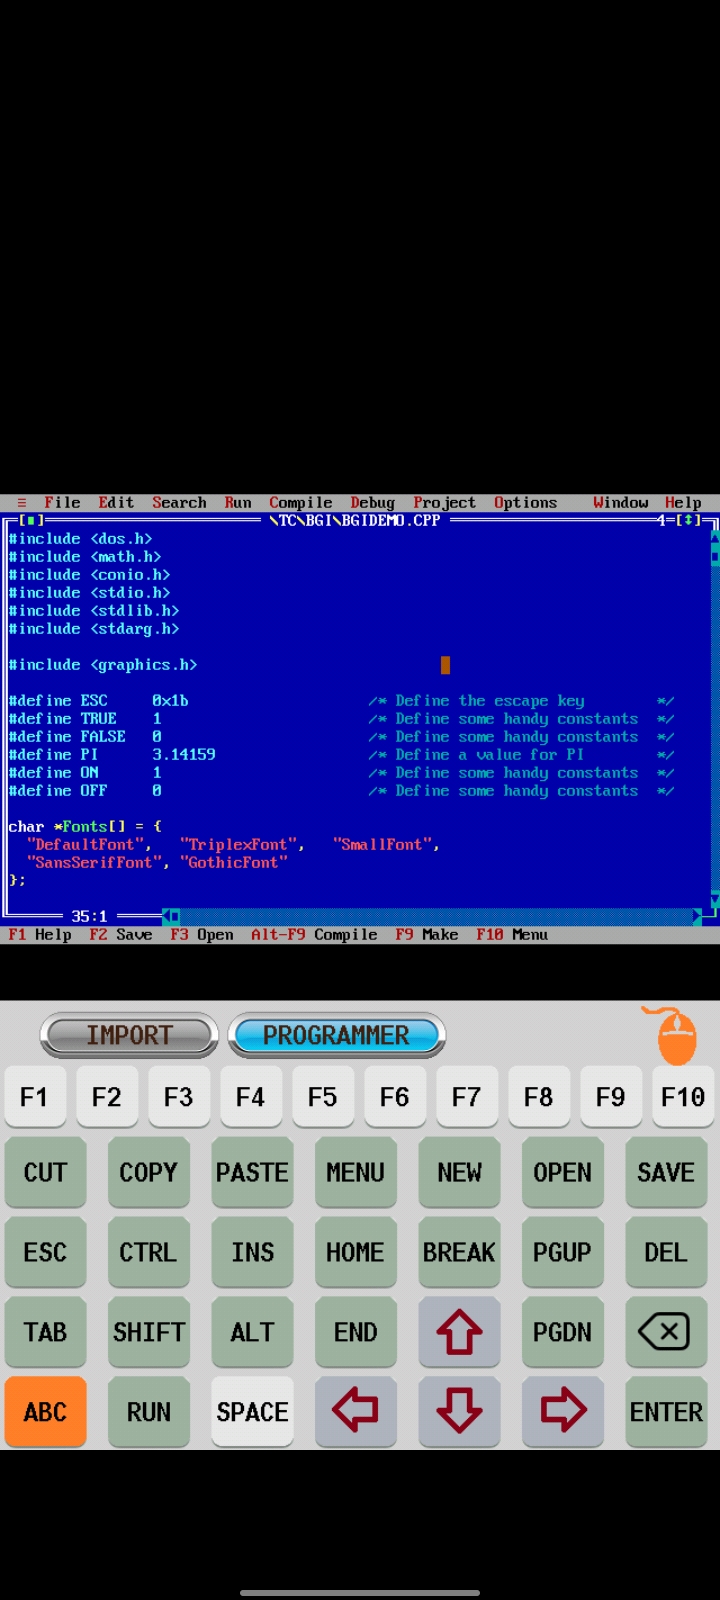 ≡ File Edit Search Run Compile Debug Project Options Window Help
[■] \TC\BGI\BGIDEMO.CPP 4=[↕]
#include <dos.h>
#include <math.h>
#include <conio.h>
#include <stdio.h>
#include <stdlib.h>
#include <stdarg.h>
#include <graphics.h>
#define ESC 0x1b /* Define the escape key */
#define TRUE 1 /* Define some handy constants */
#define FALSE 0 /* Define some handy constants */
#define PI 3.14159 /* Define a value for PI */
#define ON 1 /* Define some handy constants */
#define OFF 0 /* Define some handy constants */
char *Fonts[] = {
"DefaultFont", "TriplexFont", "SmallFont",
"SansSerifFont", "GothicFont"
};
35:1
F1 Help F2 Save F3 Open Alt-F9 Compile F9 Make F10 Menu
IMPORT PROGRAMMER
F1 F2 F3 F4 F5 F6 F7 F8 F9 F10
CUT COPY PASTE MENU NEW OPEN SAVE
ESC CTRL INS HOME BREAK PGUP DEL
TAB SHIFT ALT END PGDN
ABC RUN SPACE ENTER